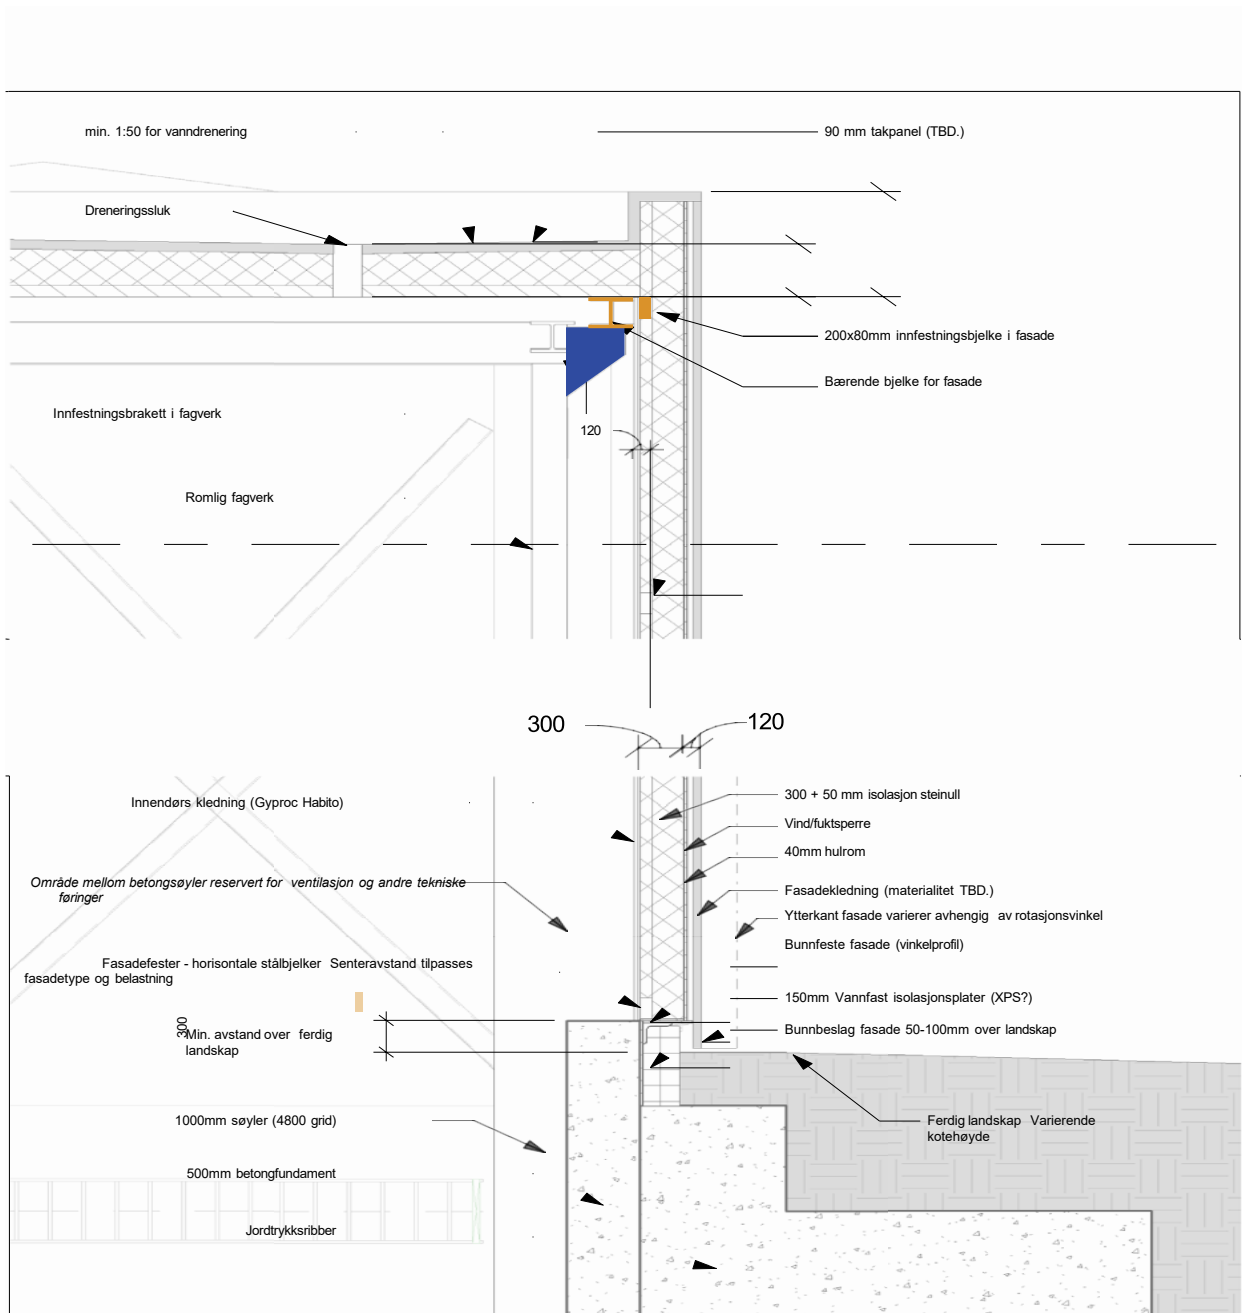 min. 1:50 for vanndrenering
90 mm takpanel (TBD.)
Dreneringssluk
200x80mm innfestningsbjelke i fasade
Bærende bjelke for fasade
Innfestningsbrakett i fagverk
120
Romlig fagverk
300
120
Innendørs kledning (Gyproc Habito)
300 + 50 mm isolasjon steinull
Vind/fuktsperre
40mm hulrom
Område mellom betongsøyler reservert for ventilasjon og andre tekniske
føringer
Fasadekledning (materialitet TBD.)
Ytterkant fasade varierer avhengig av rotasjonsvinkel
Bunnfeste fasade (vinkelprofil)
Fasadefester - horisontale stålbjelker Senteravstand tilpasses
fasadetype og belastning
150mm Vannfast isolasjonsplater (XPS?)
Bunnbeslag fasade 50-100mm over landskap
300
Min. avstand over ferdig
landskap
1000mm søyler (4800 grid)
Ferdig landskap Varierende
kotehøyde
500mm betongfundament
Jordtrykksribber